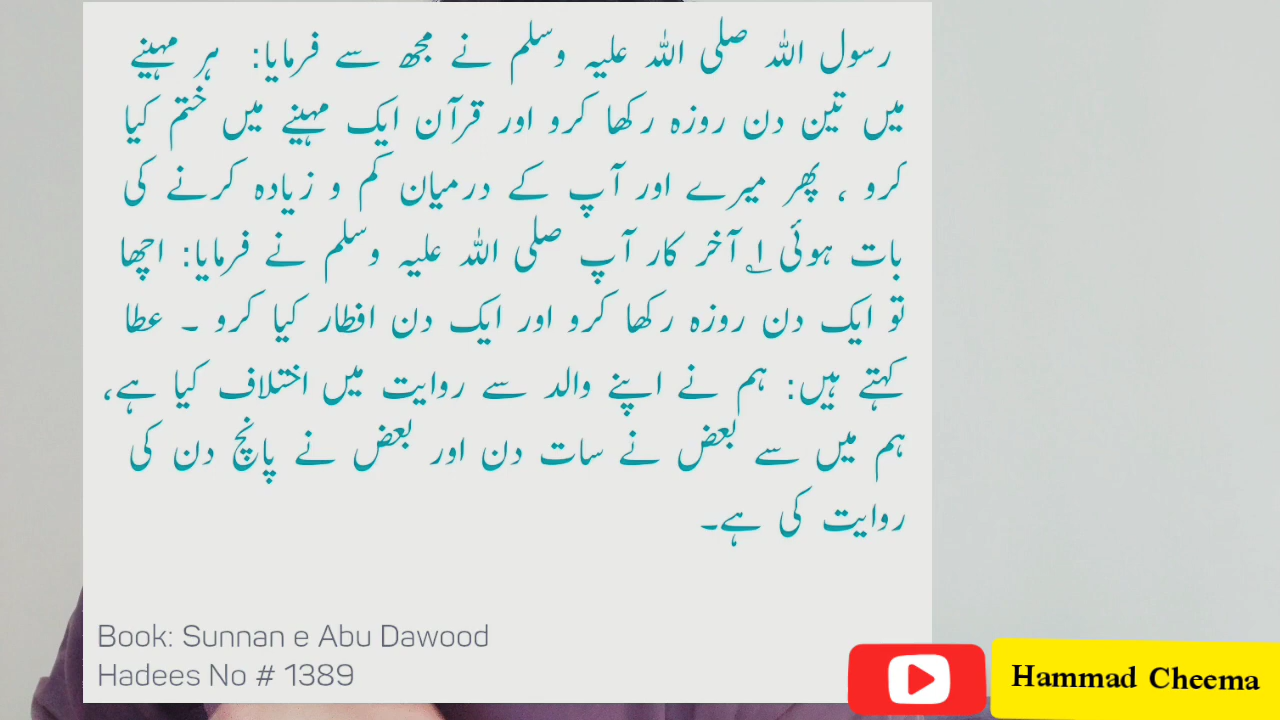 رسول اللہ صلی اللہ علیہ وسلم نے مجھ سے فرمایا: ہر مہینے
میں تین دن روزہ رکھا کرو اور قرآن ایک مہینے میں ختم کیا
کرو ، پھر میرے اور آپ کے درمیان کم و زیادہ کرنے کی
بات ہوئی ؂۱ آخر کار آپ صلی اللہ علیہ وسلم نے فرمایا: اچھا
تو ایک دن روزہ رکھا کرو اور ایک دن افطار کیا کرو ۔ عطا
کہتے ہیں: ہم نے اپنے والد سے روایت میں اختلاف کیا ہے،
ہم میں سے بعض نے سات دن اور بعض نے پانچ دن کی
روایت کی ہے۔
Book: Sunnan e Abu Dawood
Hadees No # 1389
Hammad Cheema